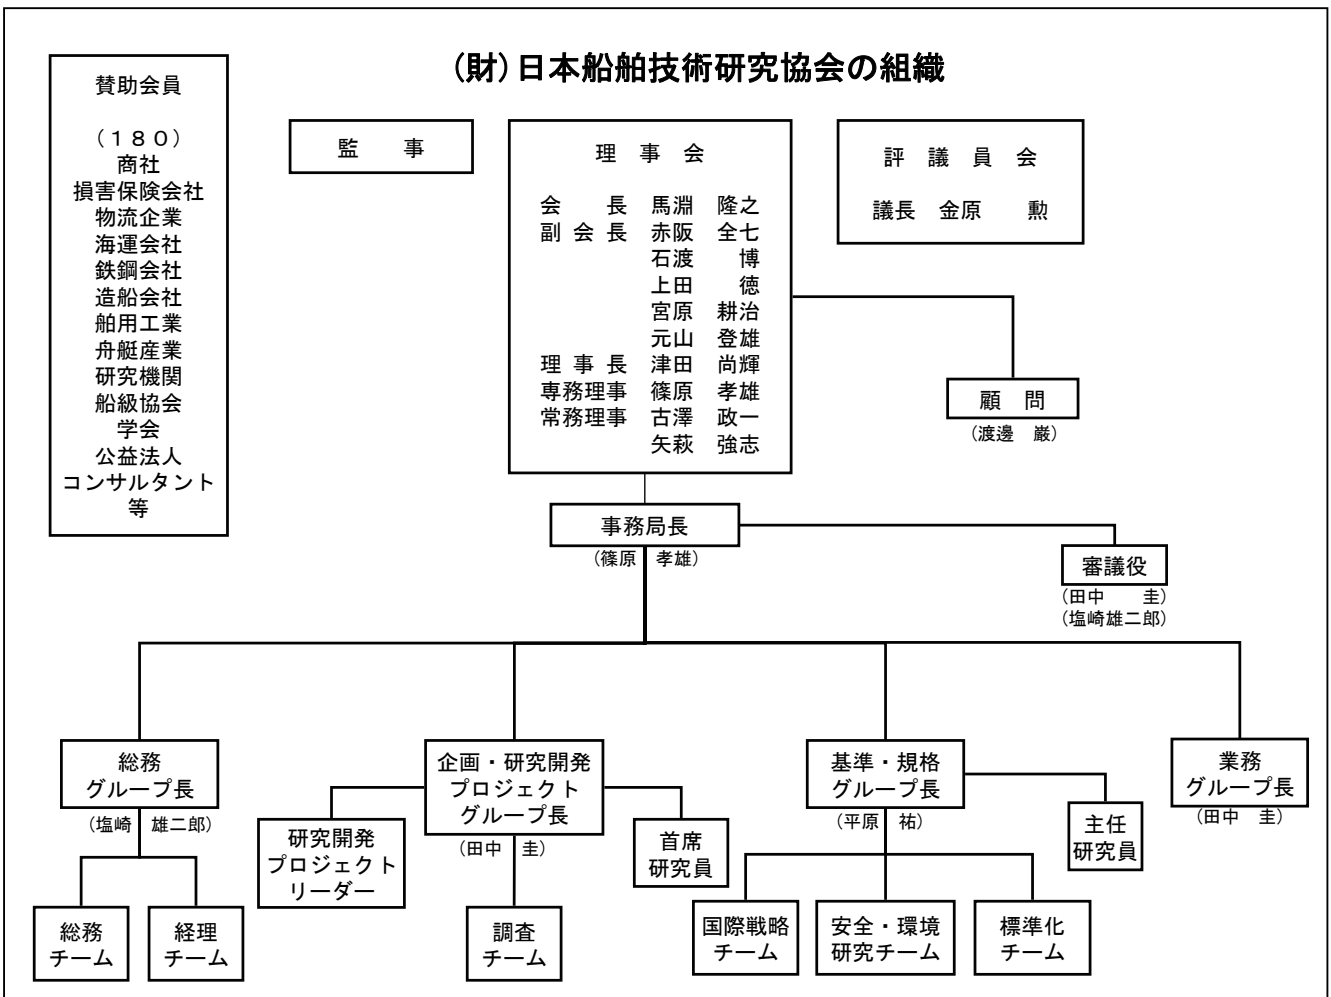 (財)日本船舶技術研究協会の組織
賛助会員
(180)
商社
損害保険会社
物流企業
海運会社
鉄鋼会社
造船会社
舶用工業
舟艇産業
研究機関
船級協会
学会
公益法人
コンサルタント
等
監 事
理 事 会
会 長 馬淵 隆之
副 会 長 赤阪 全七
石渡 博
上田 徳
宮原 耕治
元山 登雄
理 事 長 津田 尚輝
専務理事 篠原 孝雄
常務理事 古澤 政一
矢萩 強志
評 議 員 会
議長 金原 勲
顧 問
(渡邊 巌)
事務局長
(篠原 孝雄)
審議役
(田中 圭)
(塩崎雄二郎)
総務
グループ長
(塩崎 雄二郎)
総務
チーム
経理
チーム
企画・研究開発
プロジェクト
グループ長
(田中 圭)
研究開発
プロジェクト
リーダー
首席
研究員
調査
チーム
基準・規格
グループ長
(平原 祐)
主任
研究員
国際戦略
チーム
安全・環境
研究チーム
標準化
チーム
業務
グループ長
(田中 圭)